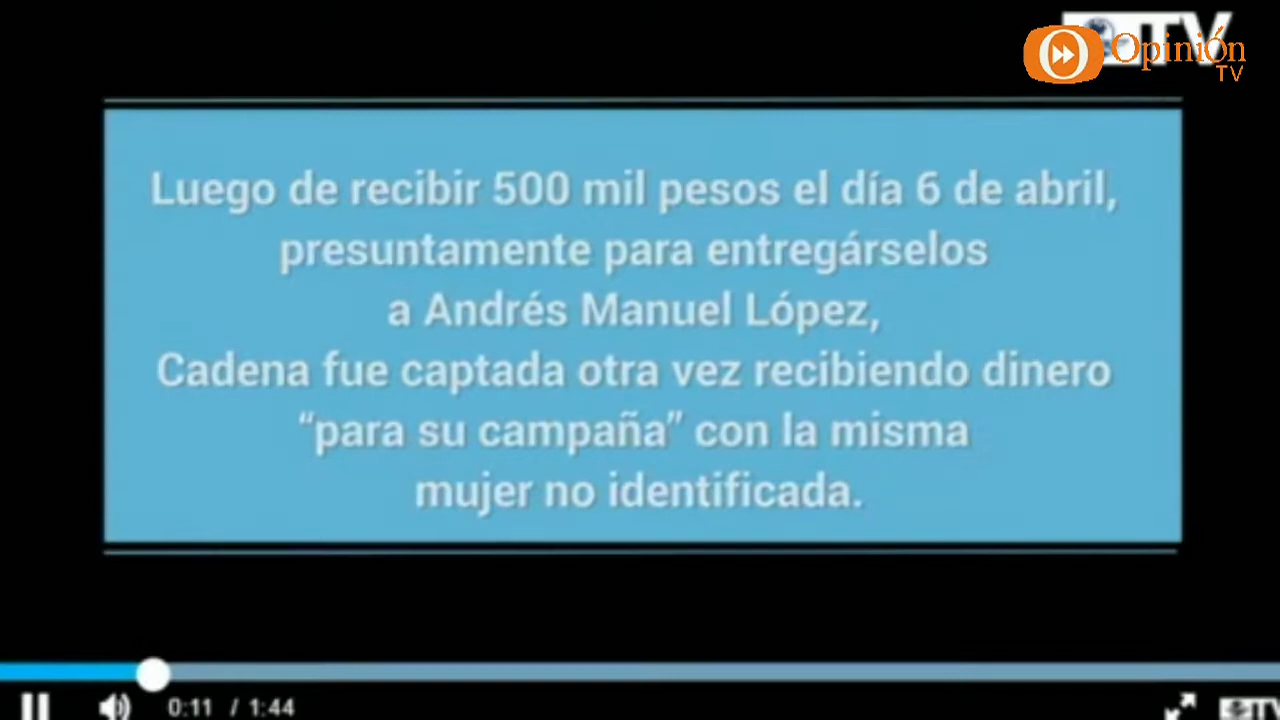 TV
OpiniÓn
TV
Luego de recibir 500 mil pesos el día 6 de abril,
presuntamente para entregárselos
a Andrés Manuel López,
Cadena fue captada otra vez recibiendo dinero
“para su campaña” con la misma
mujer no identificada.
0:11 / 1:44
TV